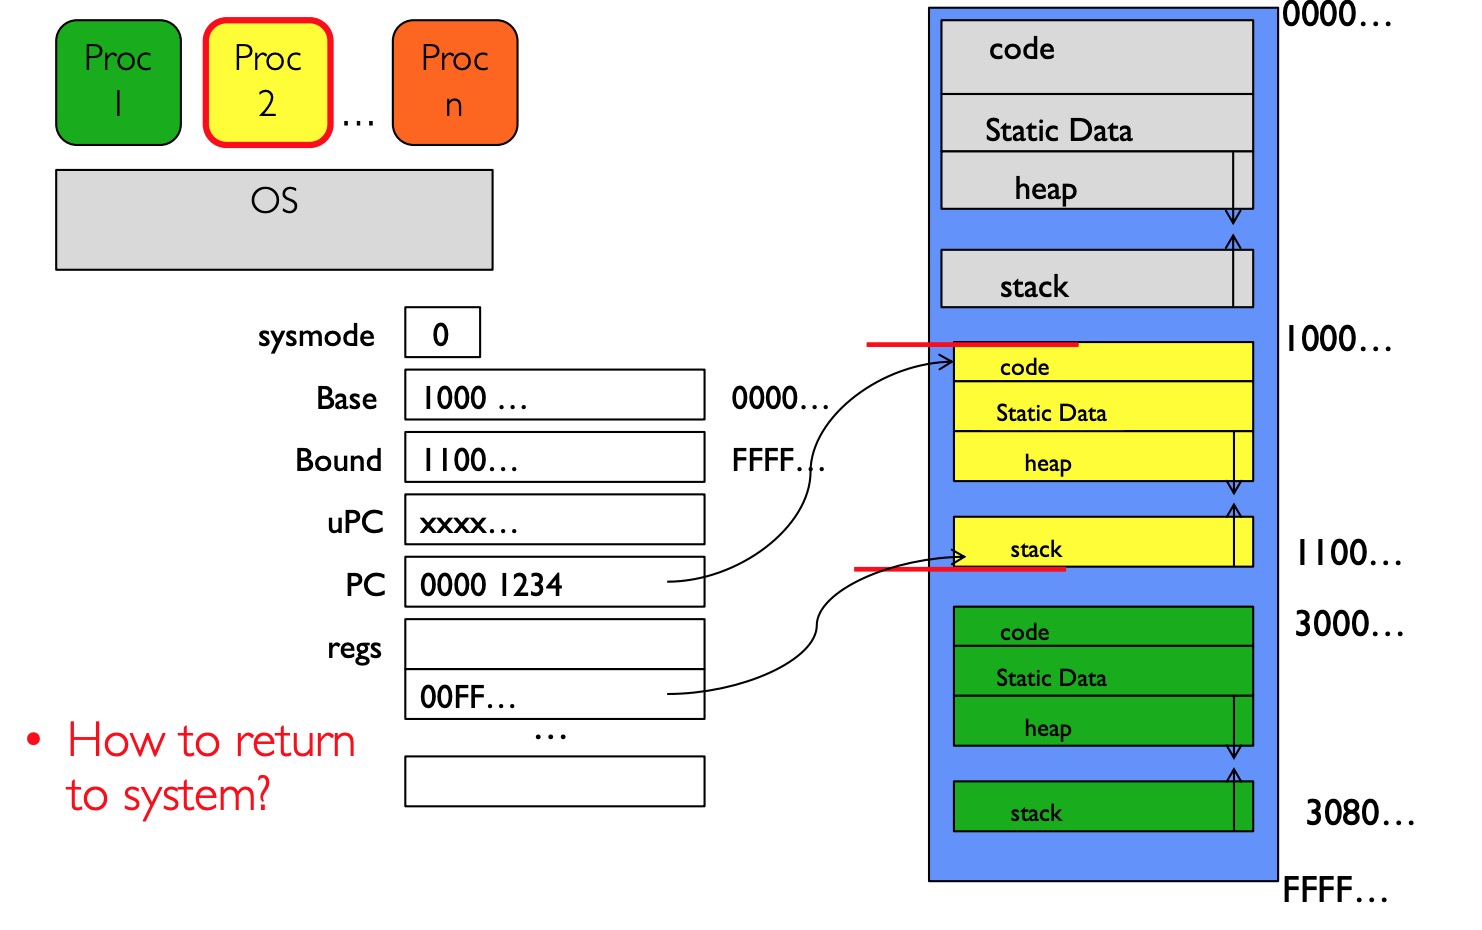 Proc
1
Proc
2
...
Proc
n
OS
sysmode 0
Base 1000 ... 0000...
Bound 1100... FFFF...
uPC xxxx...
PC 0000 1234
regs
00FF...
...
• How to return
to system?
0000...
code
Static Data
heap
stack
1000...
code
Static Data
heap
stack
1100...
3000...
code
Static Data
heap
stack
3080...
FFFF...